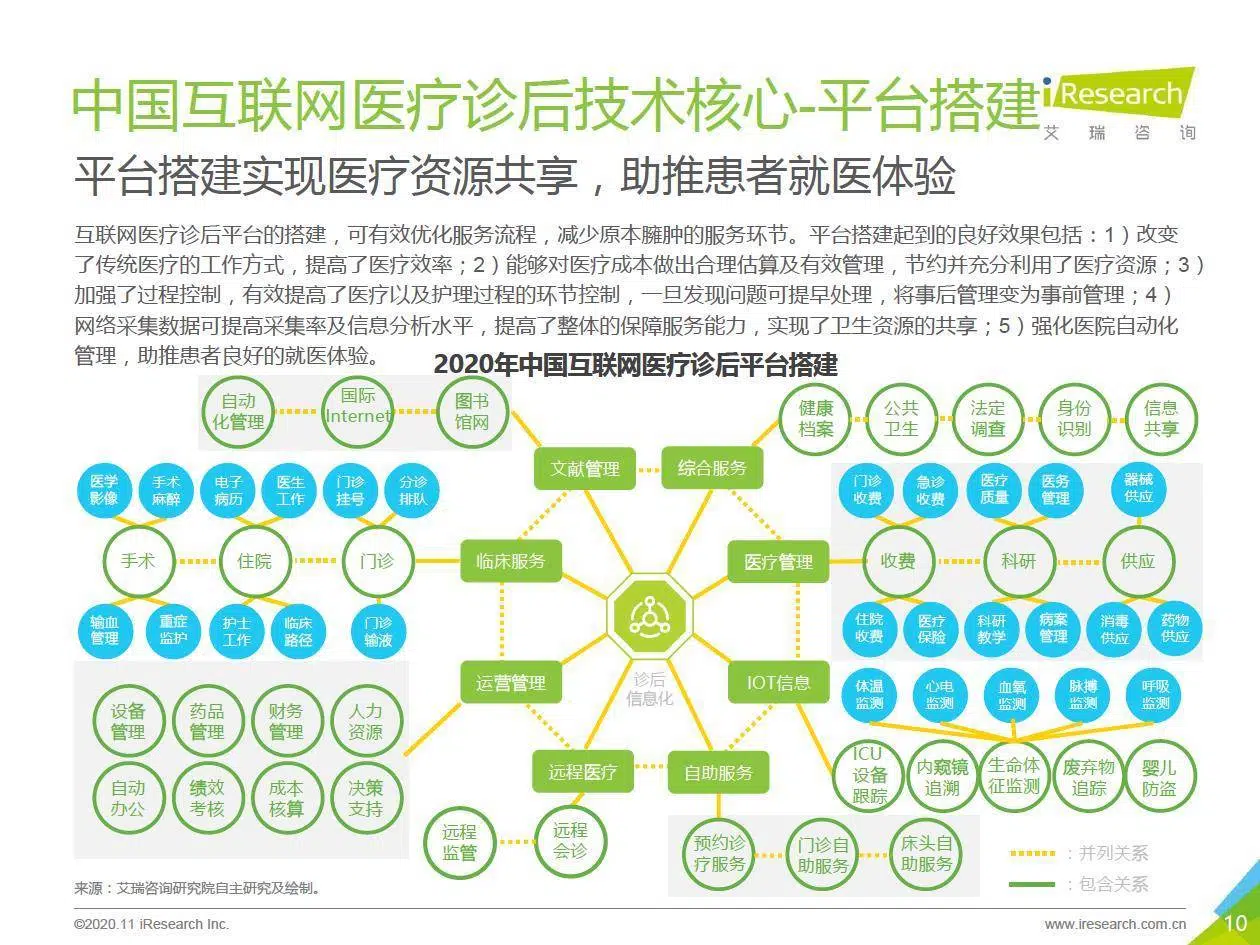 中国互联网医疗诊后技术核心-平台搭建
iResearch
艾瑞咨询
平台搭建实现医疗资源共享，助推患者就医体验
互联网医疗诊后平台的搭建，可有效优化服务流程，减少原本臃肿的服务环节。平台搭建起到的良好效果包括：1）改变
了传统医疗的工作方式，提高了医疗效率；2）能够对医疗成本做出合理估算及有效管理，节约并充分利用了医疗资源；3）
加强了过程控制，有效提高了医疗以及护理过程的环节控制，一旦发现问题可提早处理，将事后管理变为事前管理；4）
网络采集数据可提高采集率及信息分析水平，提高了整体的保障服务能力，实现了卫生资源的共享；5）强化医院自动化
管理，助推患者良好的就医体验。
2020年中国互联网医疗诊后平台搭建
自动
化管理
国际
Internet
图书
馆网
健康
档案
公共
卫生
法定
调查
身份
识别
信息
共享
文献管理
综合服务
医学
影像
手术
麻醉
电子
病历
医生
工作
门诊
挂号
分诊
排队
门诊
收费
急诊
收费
医疗
质量
医务
管理
器械
供应
手术
住院
门诊
临床服务
医疗管理
收费
科研
供应
输血
管理
重症
监护
护士
工作
临床
路径
门诊
输液
住院
收费
医疗
保险
科研
教学
病案
管理
消毒
供应
药物
供应
诊后
信息化
运营管理
IOT信息
体温
监测
心电
监测
血氧
监测
脉搏
监测
呼吸
监测
设备
管理
药品
管理
财务
管理
人力
资源
自动
办公
绩效
考核
成本
核算
决策
支持
远程医疗
自助服务
ICU
设备
跟踪
内窥镜
追溯
生命体
征监测
废弃物
追踪
婴儿
防盗
远程
监管
远程
会诊
预约诊
疗服务
门诊自
助服务
床头自
助服务
：并列关系
：包含关系
来源：艾瑞咨询研究院自主研究及绘制。
©2020.11 iResearch Inc.
www.iresearch.com.cn
10